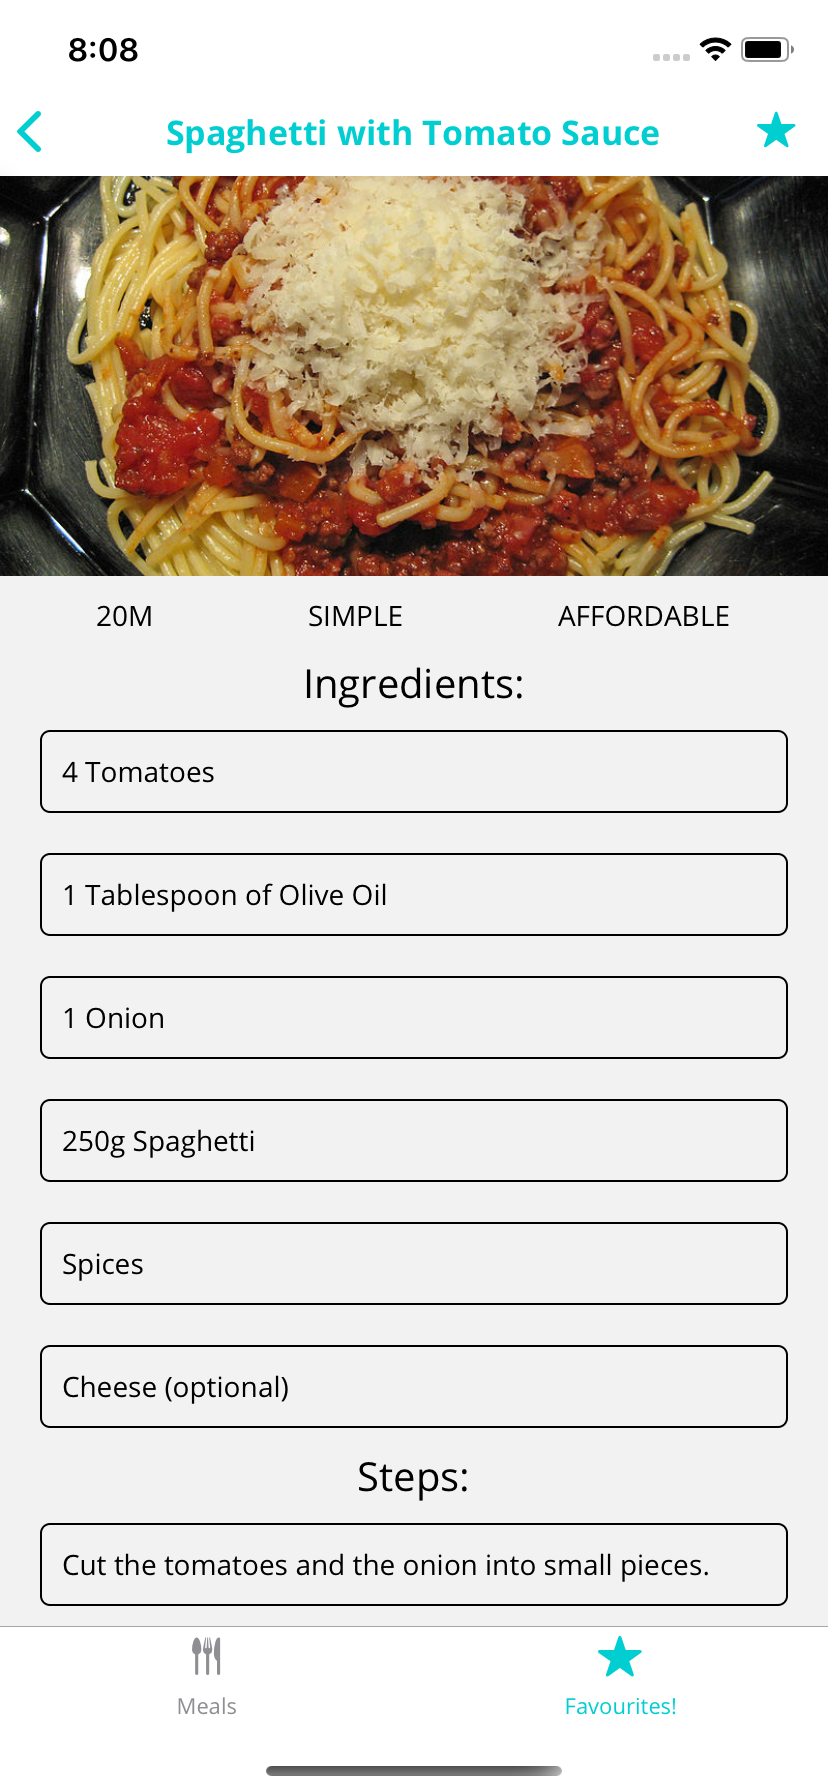 8:08
Spaghetti with Tomato Sauce
20M SIMPLE AFFORDABLE
Ingredients:
4 Tomatoes
1 Tablespoon of Olive Oil
1 Onion
250g Spaghetti
Spices
Cheese (optional)
Steps:
Cut the tomatoes and the onion into small pieces.
Meals Favourites!